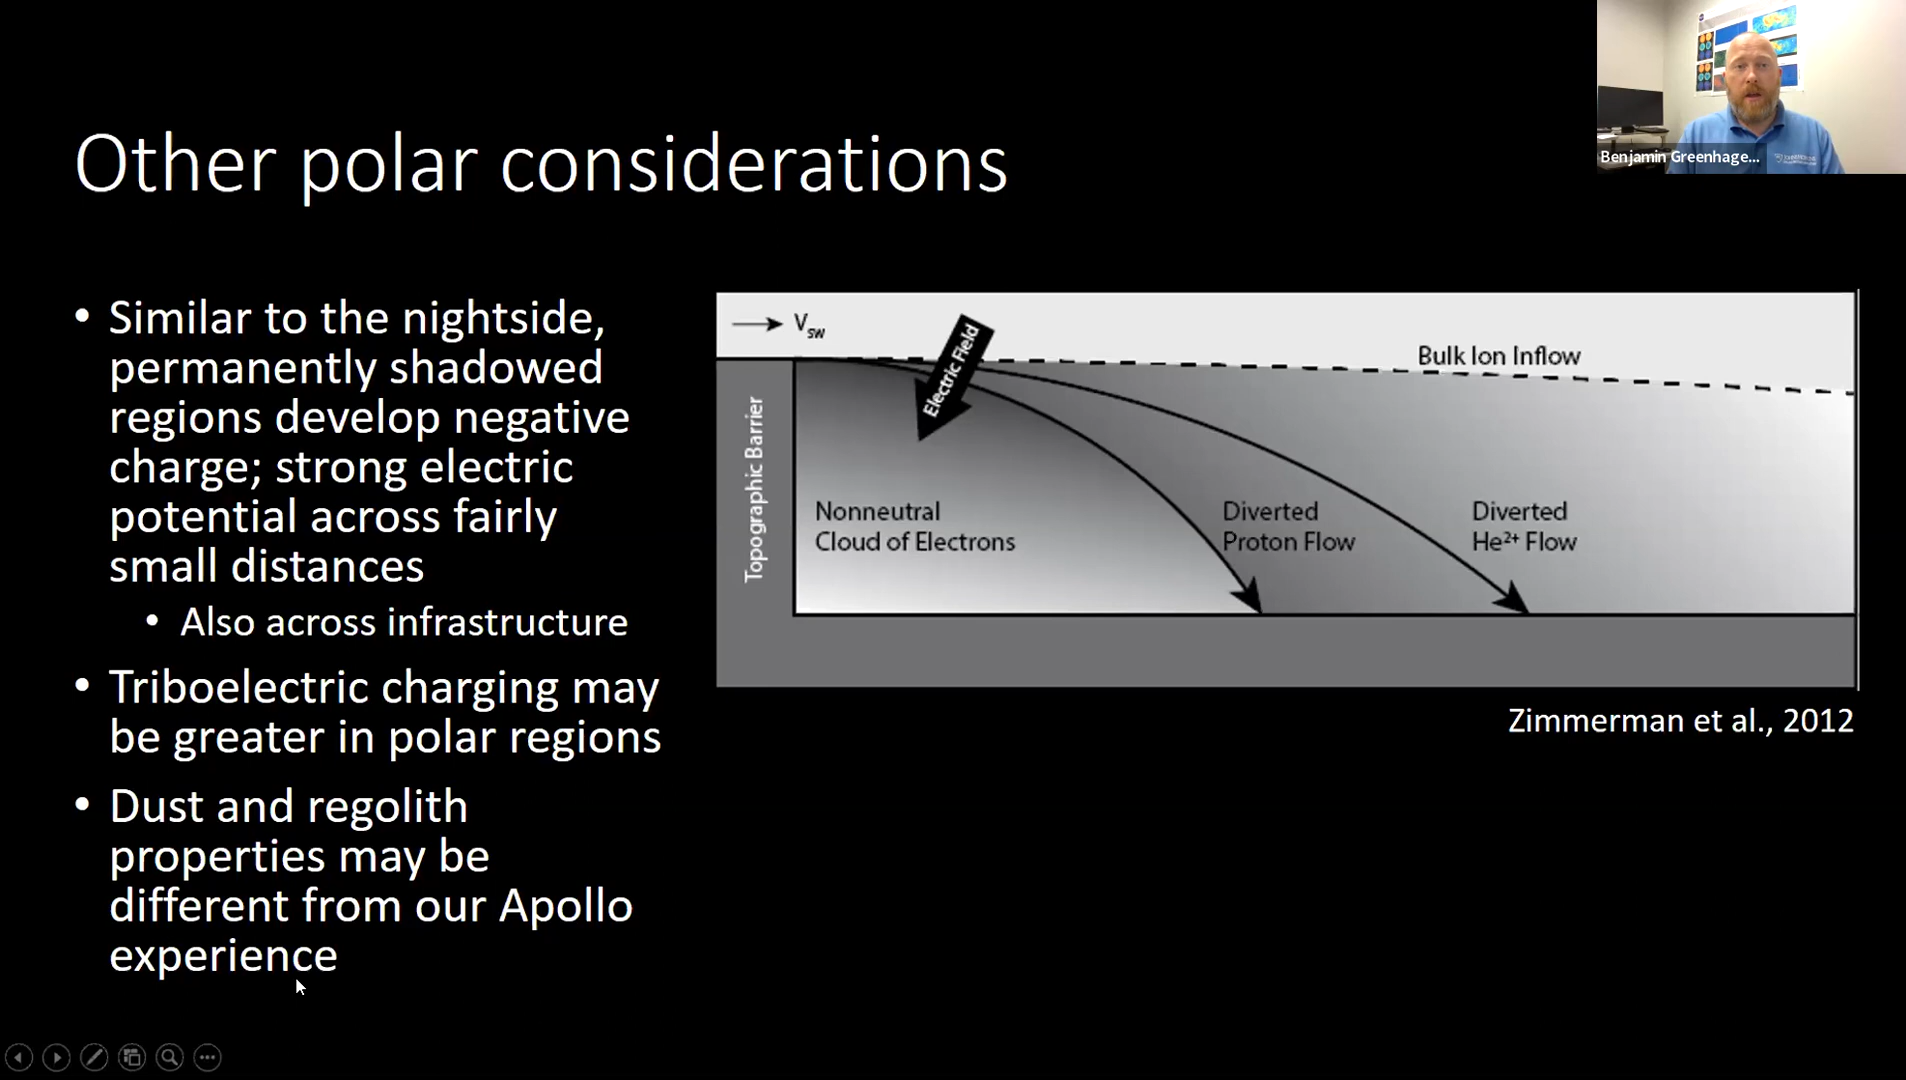 Other polar considerations
Benjamin Greenhage...
• Similar to the nightside,
permanently shadowed
regions develop negative
charge; strong electric
potential across fairly
small distances
• Also across infrastructure
• Triboelectric charging may
be greater in polar regions
• Dust and regolith
properties may be
different from our Apollo
experience
Vsw
Electric Field
Bulk Ion Inflow
Topographic Barrier
Nonneutral
Cloud of Electrons
Diverted
Proton Flow
Diverted
He²⁺ Flow
Zimmerman et al., 2012